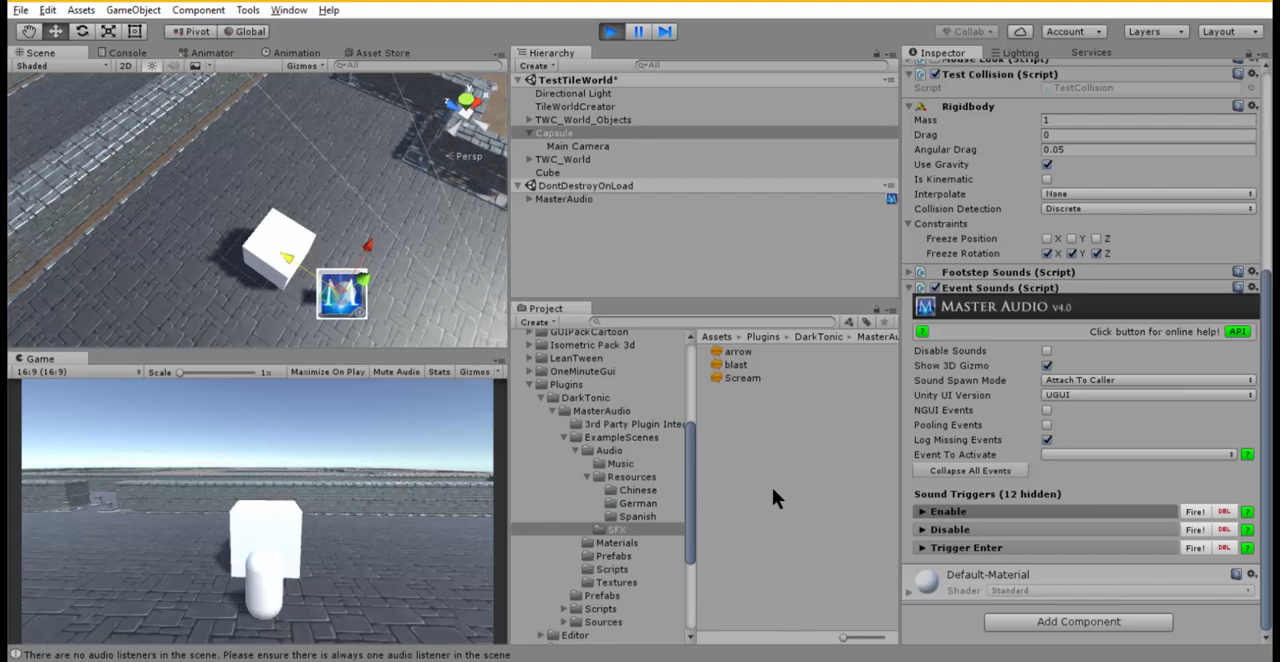 File Edit Assets GameObject Component Tools Window Help
Pivot Global Collab Account Layers Layout
Scene Console Animator Animation Asset Store
Shaded 2D Gizmos All
Persp
Game
16:9 (16:9) Scale 1x Maximize On Play Mute Audio Stats Gizmos
Hierarchy
Create All
TestTileWorld*
Directional Light
TileWorldCreator
TWC_World_Objects
Capsule
Main Camera
TWC_World
Cube
DontDestroyOnLoad
MasterAudio
Project
Create
GUIPackCartoon
Isometric Pack 3d
LeanTween
OneMinuteGui
Plugins
DarkTonic
MasterAudio
3rd Party Plugin Inte
ExampleScenes
Audio
Music
Resources
Chinese
German
Spanish
SFX
Materials
Prefabs
Scripts
Textures
Prefabs
Scripts
Sources
Editor
Assets Plugins DarkTonic MasterAu
arrow
blast
Scream
Inspector Lighting Services
Mouse Look (Script)
Test Collision (Script)
Script TestCollision
Rigidbody
Mass 1
Drag 0
Angular Drag 0.05
Use Gravity
Is Kinematic
Interpolate None
Collision Detection Discrete
Constraints
Freeze Position X Y Z
Freeze Rotation X Y Z
Footstep Sounds (Script)
Event Sounds (Script)
MASTER AUDIO V4.0
? Click button for online help! API
Disable Sounds
Show 3D Gizmo
Sound Spawn Mode Attach To Caller
Unity UI Version UGUI
NGUI Events
Pooling Events
Log Missing Events
Event To Activate ?
Collapse All Events
Sound Triggers (12 hidden)
Enable Fire! DEL ?
Disable Fire! DEL ?
Trigger Enter Fire! DEL ?
Default-Material
Shader Standard
Add Component
There are no audio listeners in the scene. Please ensure there is always one audio listener in the scene